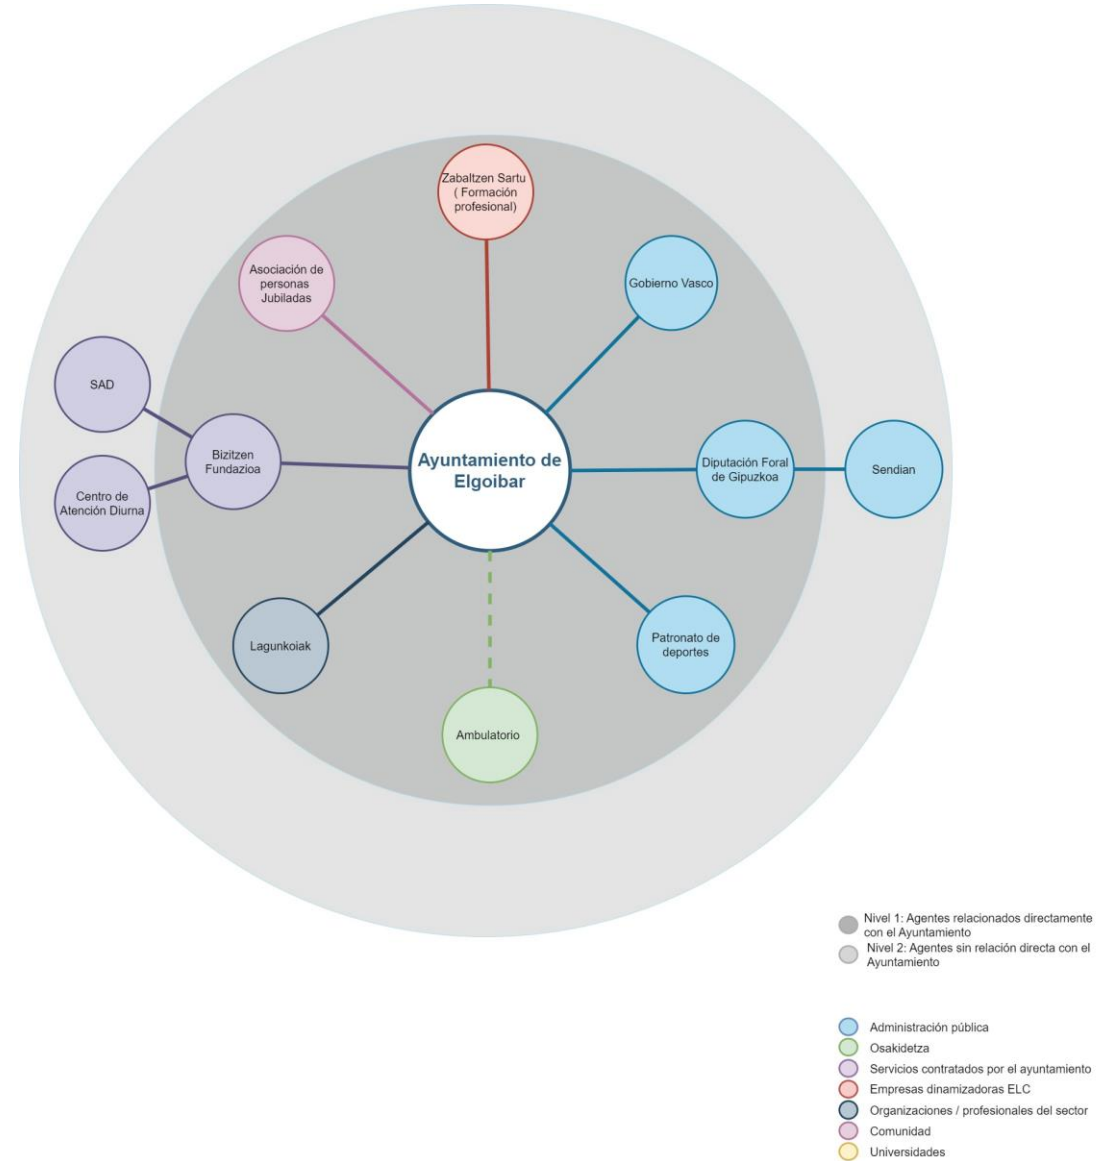 Zabaltzen Sartu
( Formación
profesional)
Asociación de
personas
Jubiladas
Gobierno Vasco
SAD
Bizitzen
Fundazioa
Ayuntamiento de
Elgoibar
Diputación Foral
de Gipuzkoa
Sendian
Centro de
Atención Diurna
Lagunkoiak
Patronato de
deportes
Ambulatorio
Nivel 1: Agentes relacionados directamente
con el Ayuntamiento
Nivel 2: Agentes sin relación directa con el
Ayuntamiento
Administración pública
Osakidetza
Servicios contratados por el ayuntamiento
Empresas dinamizadoras ELC
Organizaciones / profesionales del sector
Comunidad
Universidades